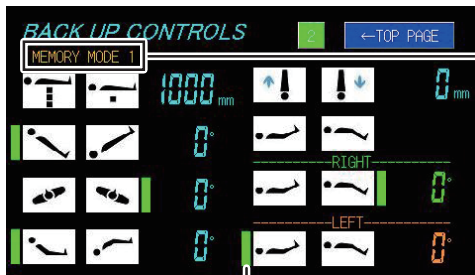 BACK UP CONTROLS
2
←TOP PAGE
MEMORY MODE 1
1000 mm
0 mm
0°
RIGHT
0°
0°
LEFT
0°
0°